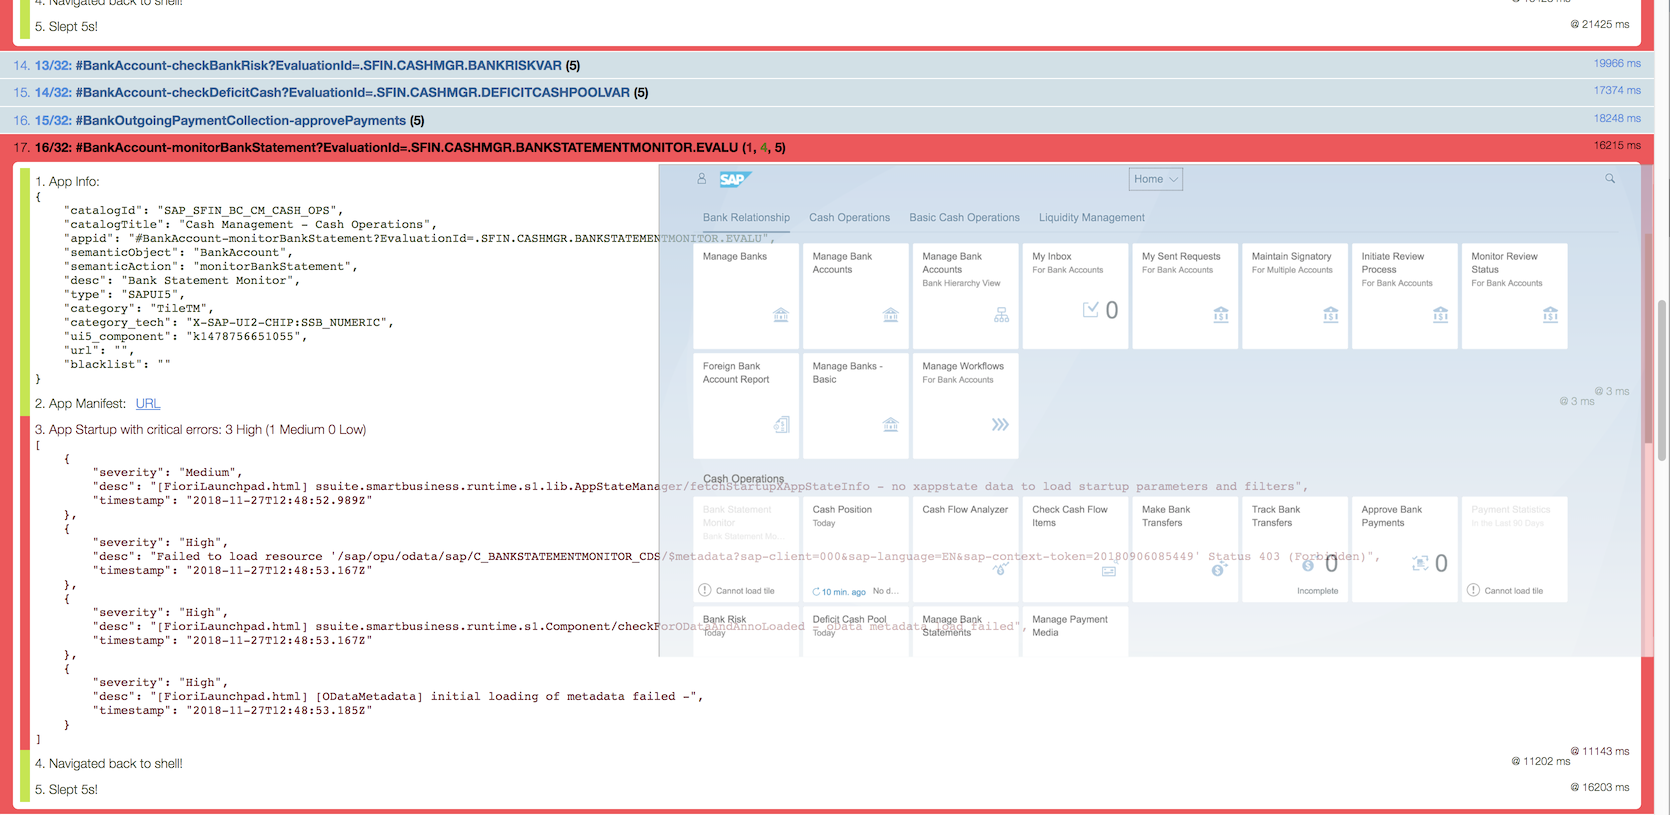 4. Navigated back to shell!
5. Slept 5s!
@ 21425 ms
14. 13/32: #BankAccount-checkBankRisk?EvaluationId=.SFIN.CASHMGR.BANKRISKVAR (5)
19966 ms
15. 14/32: #BankAccount-checkDeficitCash?EvaluationId=.SFIN.CASHMGR.DEFICITCASHPOOLVAR (5)
17374 ms
16. 15/32: #BankOutgoingPaymentCollection-approvePayments (5)
18248 ms
17. 16/32: #BankAccount-monitorBankStatement?EvaluationId=.SFIN.CASHMGR.BANKSTATEMENTMONITOR.EVALU (1, 4, 5)
16215 ms
1. App Info:
{
"catalogId": "SAP_SFIN_BC_CM_CASH_OPS",
"catalogTitle": "Cash Management - Cash Operations",
"appid": "#BankAccount-monitorBankStatement?EvaluationId=.SFIN.CASHMGR.BANKSTATEMENTMONITOR.EVALU",
"semanticObject": "BankAccount",
"semanticAction": "monitorBankStatement",
"desc": "Bank Statement Monitor",
"type": "SAPUI5",
"category": "TileTM",
"category_tech": "X-SAP-UI2-CHIP:SSB_NUMERIC",
"ui5_component": "k1478756651055",
"url": "",
"blacklist": ""
}
@ 3 ms
2. App Manifest: URL
@ 3 ms
3. App Startup with critical errors: 3 High (1 Medium 0 Low)
[
{
"severity": "Medium",
"desc": "[FioriLaunchpad.html] ssuite.smartbusiness.runtime.s1.lib.AppStateManager/fetchStartupXAppStateInfo - no xappstate data to load startup parameters and filters",
"timestamp": "2018-11-27T12:48:52.989Z"
},
{
"severity": "High",
"desc": "Failed to load resource '/sap/opu/odata/sap/C_BANKSTATEMENTMONITOR_CDS/$metadata?sap-client=000&sap-language=EN&sap-context-token=20180906085449' Status 403 (Forbidden)",
"timestamp": "2018-11-27T12:48:53.167Z"
},
{
"severity": "High",
"desc": "[FioriLaunchpad.html] ssuite.smartbusiness.runtime.s1.Component/checkForODataAndAnnoLoaded - oData metadata load failed",
"timestamp": "2018-11-27T12:48:53.167Z"
},
{
"severity": "High",
"desc": "[FioriLaunchpad.html] [ODataMetadata] initial loading of metadata failed -",
"timestamp": "2018-11-27T12:48:53.185Z"
}
]
@ 11143 ms
4. Navigated back to shell!
@ 11202 ms
5. Slept 5s!
@ 16203 ms
SAP
Home
Bank Relationship Cash Operations Basic Cash Operations Liquidity Management
Manage Banks
Manage Bank
Accounts
Manage Bank
Accounts
Bank Hierarchy View
My Inbox
For Bank Accounts
0
My Sent Requests
For Bank Accounts
Maintain Signatory
For Multiple Accounts
Initiate Review
Process
For Bank Accounts
Monitor Review
Status
For Bank Accounts
Foreign Bank
Account Report
Manage Banks -
Basic
Manage Workflows
For Bank Accounts
Cash Operations
Bank Statement
Monitor
Bank Statement Mo...
Cannot load tile
Cash Position
Today
10 min. ago No d...
Cash Flow Analyzer
Check Cash Flow
Items
Make Bank
Transfers
Track Bank
Transfers
0
Incomplete
Approve Bank
Payments
0
Payment Statistics
In the Last 90 Days
Cannot load tile
Bank Risk
Today
Deficit Cash Pool
Today
Manage Bank
Statements
Manage Payment
Media